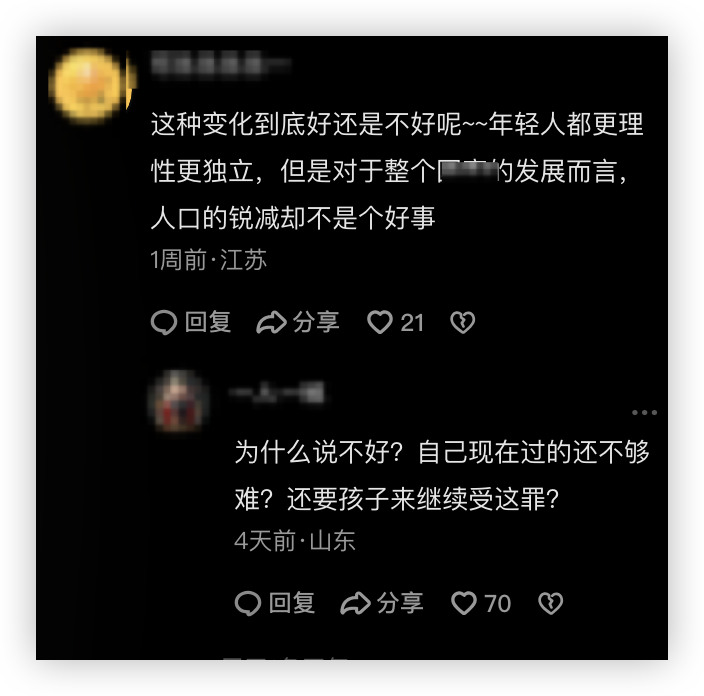 这种变化到底好还是不好呢~~年轻人都更理
性更独立，但是对于整个的发展而言，
人口的锐减却不是个好事
1周前·江苏
回复 分享 21
为什么说不好？自己现在过的还不够
难？还要孩子来继续受这罪？
4天前·山东
回复 分享 70